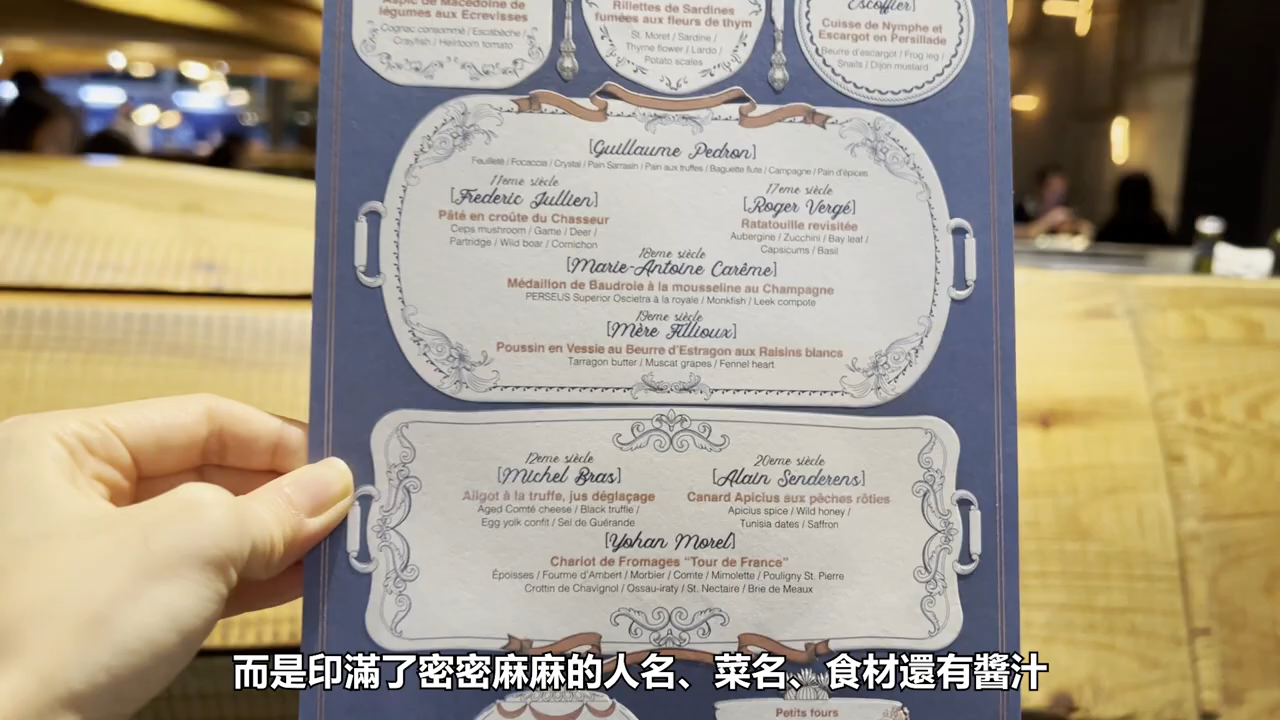 Aspic de Macédoine de
légumes aux Ecrevisses
Cognac consommé / Escabèche /
Crayfish / Heirloom tomato
Rillettes de Sardines
fumées aux fleurs de thym
St. Moret / Sardine /
Thyme flower / Lardo /
Potato scales
Escoffier]
Cuisse de Nymphe et
Escargot en Persillade
Beurre d'escargot / Frog leg /
Snails / Dijon mustard
[Guillaume Pedron]
Feuilleté / Focaccia / Crystal / Pain Sarrasin / Pain aux truffes / Baguette flute / Campagne / Pain d'épices
11eme siècle
[Frederic Jullien]
Pâté en croûte du Chasseur
Ceps mushroom / Game / Deer /
Partridge / Wild boar / Cornichon
17eme siècle
[Roger Vergé]
Ratatouille revisitée
Aubergine / Zucchini / Bay leaf /
Capsicums / Basil
18eme siècle
[Marie-Antoine Carême]
Médaillon de Baudroie à la mousseline au Champagne
PERSEUS Superior Oscietra à la royale / Monkfish / Leek compote
19eme siècle
[Mère Fillioux]
Poussin en Vessie au Beurre d'Estragon aux Raisins blancs
Tarragon butter / Muscat grapes / Fennel heart
12eme siècle
[Michel Bras]
Aligot à la truffe, jus déglaçage
Aged Comté cheese / Black truffle /
Egg yolk confit / Sel de Guérande
20eme siècle
[Alain Senderens]
Canard Apicius aux pêches rôties
Apicius spice / Wild honey /
Tunisia dates / Saffron
[Yohan Morel]
Chariot de Fromages "Tour de France"
Époisses / Fourme d'Ambert / Morbier / Comte / Mimolette / Pouligny St. Pierre
Crottin de Chavignol / Ossau-iraty / St. Nectaire / Brie de Meaux
Petits fours
而是印滿了密密麻麻的人名、菜名、食材還有醬汁